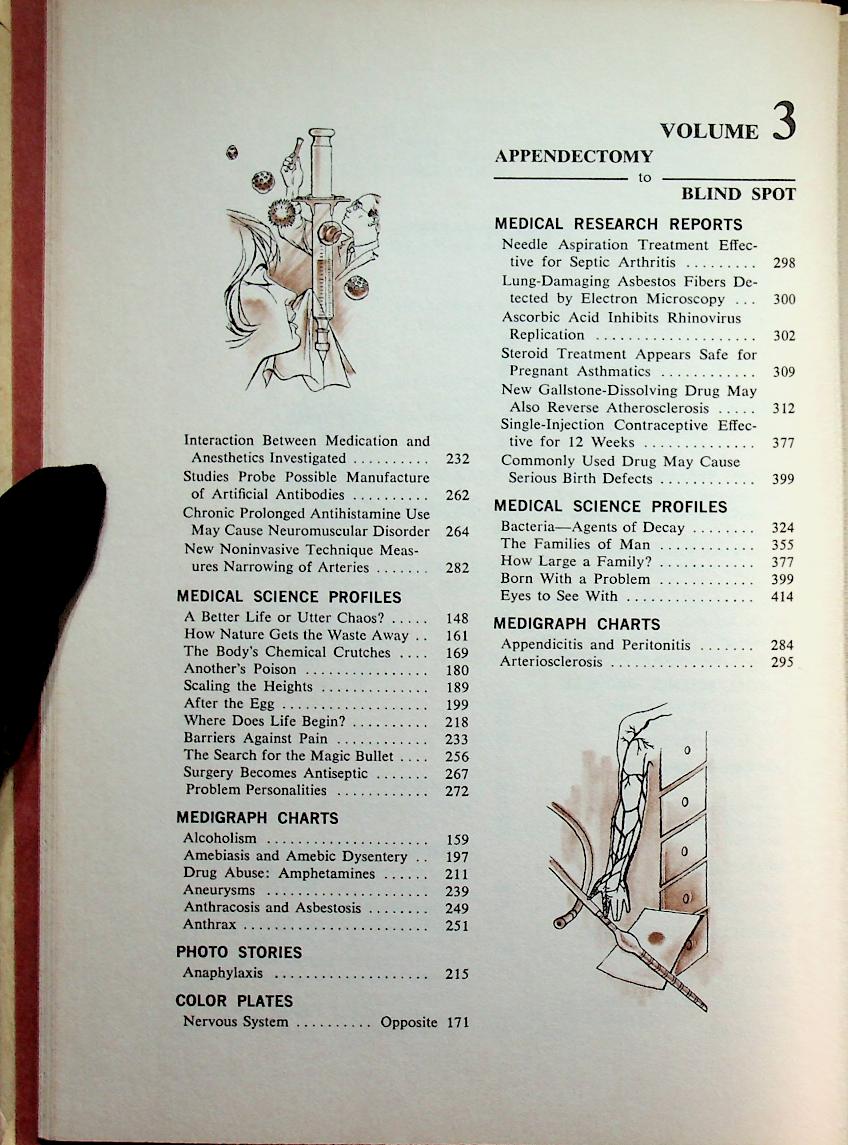 Interaction Between Medication and
Anesthetics Investigated .......... 232
Studies Probe Possible Manufacture
of Artificial Antibodies .......... 262
Chronic Prolonged Antihistamine Use
May Cause Neuromuscular Disorder 264
New Noninvasive Technique Meas-
ures Narrowing of Arteries ....... 282
MEDICAL SCIENCE PROFILES
A Better Life or Utter Chaos? ..... 148
How Nature Gets the Waste Away .. 161
The Body's Chemical Crutches .... 169
Another's Poison ................ 180
Scaling the Heights .............. 189
After the Egg .................... 199
Where Does Life Begin? .......... 218
Barriers Against Pain ............ 233
The Search for the Magic Bullet .... 256
Surgery Becomes Antiseptic ....... 267
Problem Personalities ............ 272
MEDIGRAPH CHARTS
Alcoholism ...................... 159
Amebiasis and Amebic Dysentery .. 197
Drug Abuse: Amphetamines ...... 211
Aneurysms ...................... 239
Anthracosis and Asbestosis ........ 249
Anthrax .......................... 251
PHOTO STORIES
Anaphylaxis .................... 215
COLOR PLATES
Nervous System .......... Opposite 171
VOLUME 3
APPENDECTOMY
to
BLIND SPOT
MEDICAL RESEARCH REPORTS
Needle Aspiration Treatment Effec-
tive for Septic Arthritis ......... 298
Lung-Damaging Asbestos Fibers De-
tected by Electron Microscopy ... 300
Ascorbic Acid Inhibits Rhinovirus
Replication .................... 302
Steroid Treatment Appears Safe for
Pregnant Asthmatics ............ 309
New Gallstone-Dissolving Drug May
Also Reverse Atherosclerosis ..... 312
Single-Injection Contraceptive Effec-
tive for 12 Weeks .............. 377
Commonly Used Drug May Cause
Serious Birth Defects ............ 399
MEDICAL SCIENCE PROFILES
Bacteria—Agents of Decay ........ 324
The Families of Man ............ 355
How Large a Family? ............ 377
Born With a Problem ............ 399
Eyes to See With ................ 414
MEDIGRAPH CHARTS
Appendicitis and Peritonitis ....... 284
Arteriosclerosis .................. 295